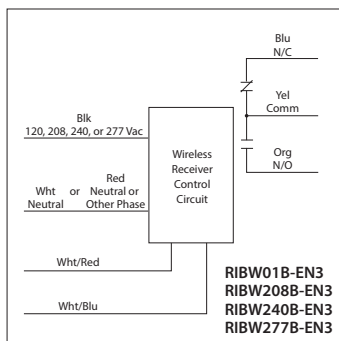 Blu
N/C
Yel
Comm
Org
N/O
Blk
120, 208, 240, or 277 Vac
Wht or Red
Neutral Neutral or
Other Phase
Wireless
Receiver
Control
Circuit
Wht/Red
Wht/Blu
RIBW01B-EN3
RIBW208B-EN3
RIBW240B-EN3
RIBW277B-EN3